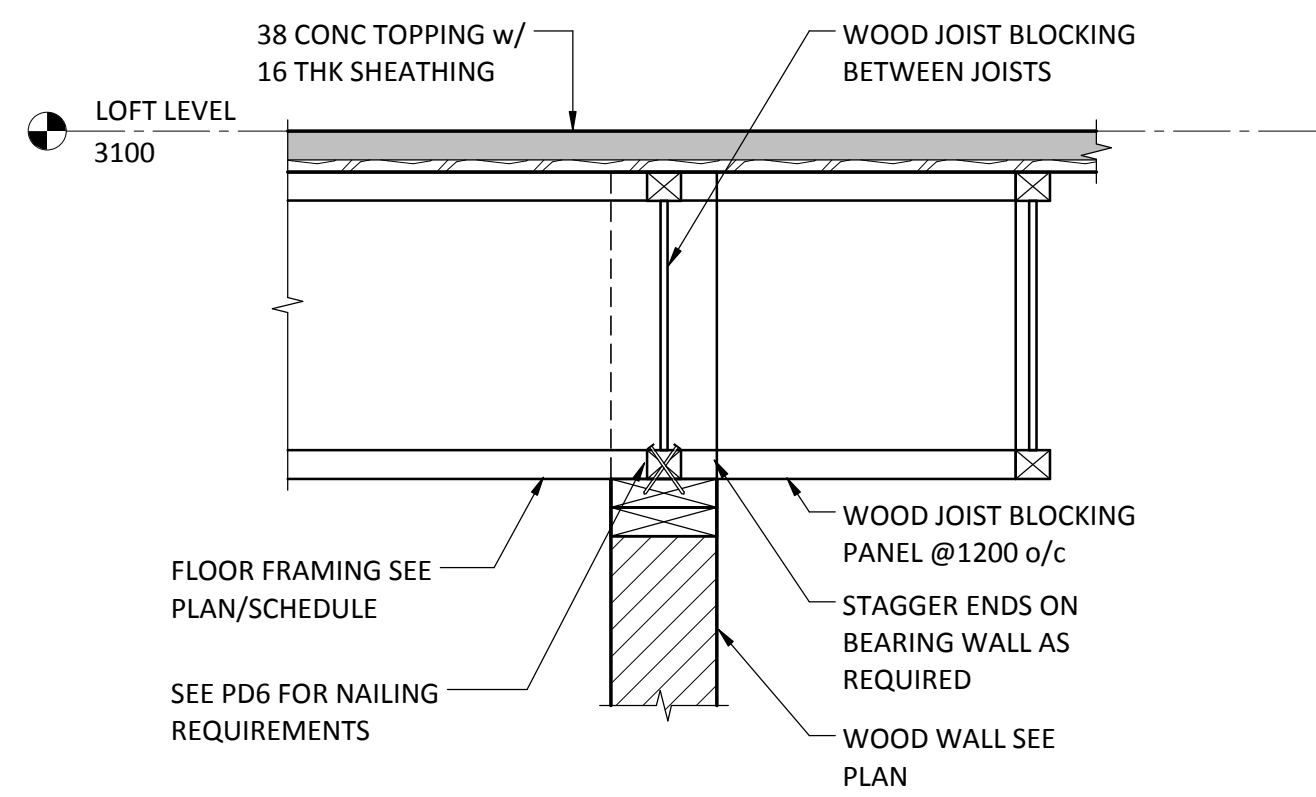 38 CONC TOPPING w/
16 THK SHEATHING
WOOD JOIST BLOCKING
BETWEEN JOISTS
LOFT LEVEL
3100
FLOOR FRAMING SEE
PLAN/SCHEDULE
SEE PD6 FOR NAILING
REQUIREMENTS
WOOD JOIST BLOCKING
PANEL @1200 o/c
STAGGER ENDS ON
BEARING WALL AS
REQUIRED
WOOD WALL SEE
PLAN